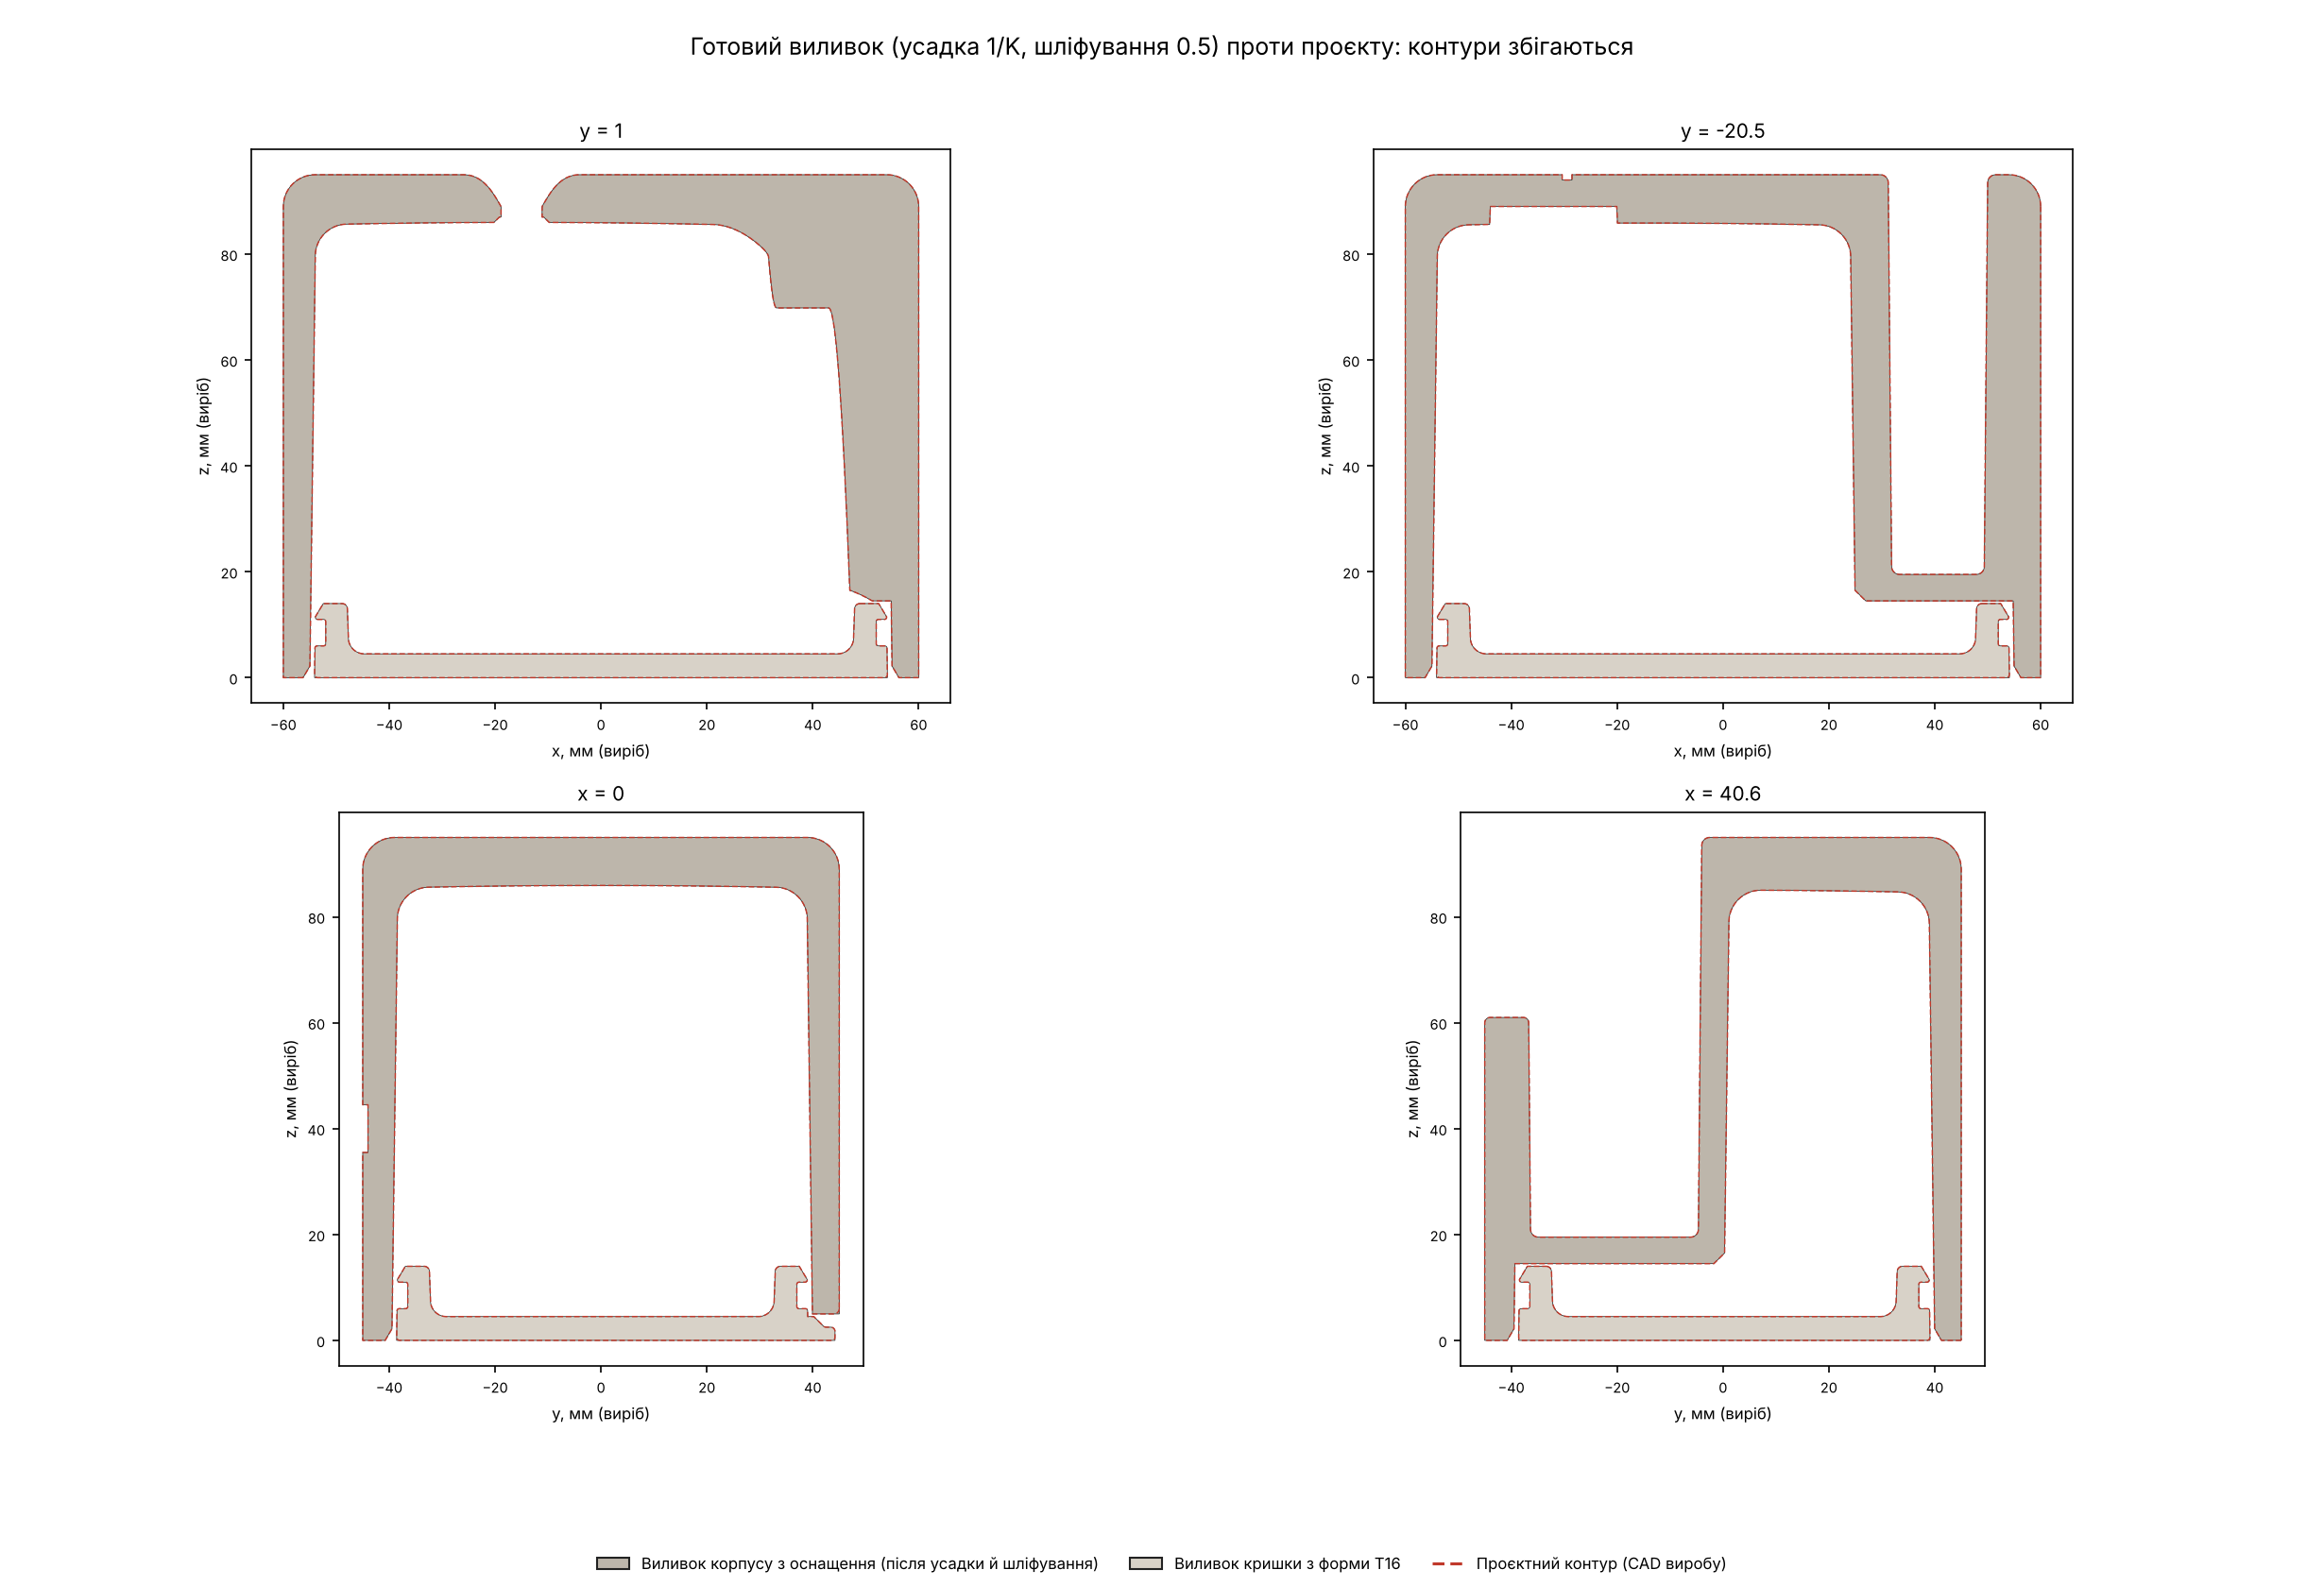 Готовий виливок (усадка 1/K, шліфування 0.5) проти проєкту: контури збігаються
y = 1
80
60
40
20
0
z, мм (виріб)
−60 −40 −20 0 20 40 60
x, мм (виріб)
y = -20.5
80
60
40
20
0
z, мм (виріб)
−60 −40 −20 0 20 40 60
x, мм (виріб)
x = 0
80
60
40
20
0
z, мм (виріб)
−40 −20 0 20 40
y, мм (виріб)
x = 40.6
80
60
40
20
0
z, мм (виріб)
−40 −20 0 20 40
y, мм (виріб)
Виливок корпусу з оснащення (після усадки й шліфування) Виливок кришки з форми T16 Проєктний контур (CAD виробу)